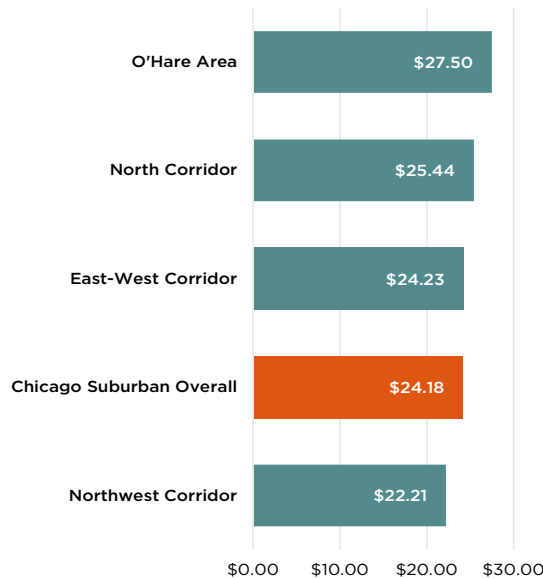 O'Hare Area $27.50
North Corridor $25.44
East-West Corridor $24.23
Chicago Suburban Overall $24.18
Northwest Corridor $22.21
$0.00 $10.00 $20.00 $30.00